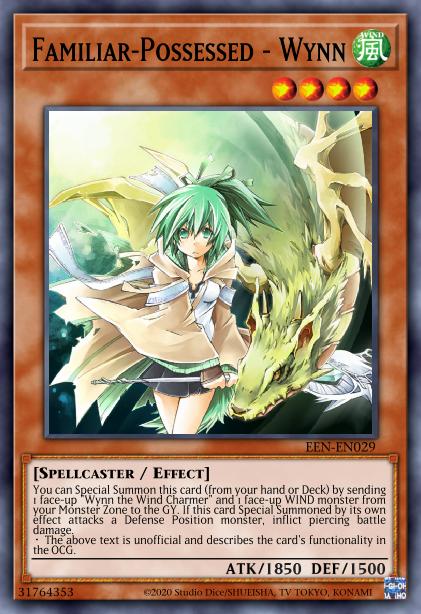 Familiar-Possessed - Wynn
WIND
風
EEN-EN029
[Spellcaster / Effect]
You can Special Summon this card (from your hand or Deck) by sending
1 face-up "Wynn the Wind Charmer" and 1 face-up WIND monster from
your Monster Zone to the GY. If this card Special Summoned by its own
effect attacks a Defense Position monster, inflict piercing battle
damage.
· The above text is unofficial and describes the card's functionality in
the OCG.
ATK/1850 DEF/1500
31764353
©2020 Studio Dice/SHUEISHA, TV TOKYO, KONAMI